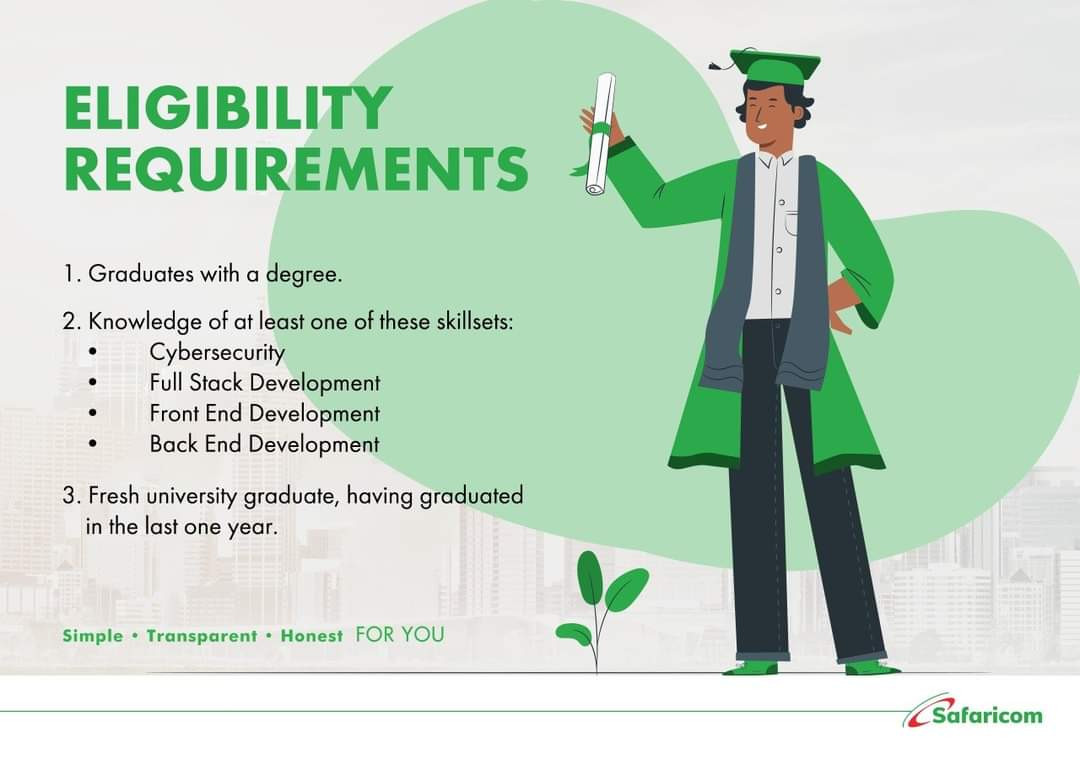 ELIGIBILITY
REQUIREMENTS
1. Graduates with a degree.
2. Knowledge of at least one of these skillsets:
• Cybersecurity
• Full Stack Development
• Front End Development
• Back End Development
3. Fresh university graduate, having graduated
in the last one year.
Simple • Transparent • Honest FOR YOU
Safaricom